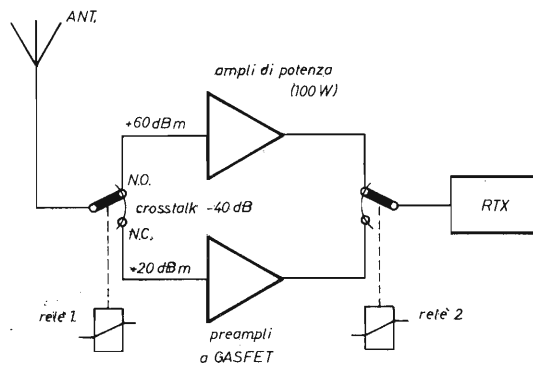 ANT.
ampli di potenza
(100 W)
+60 dBm
N.O.
crosstalk -40 dB
N.C.
+20 dBm
RTX
relè 1
relè 2
preampli
a GASFET